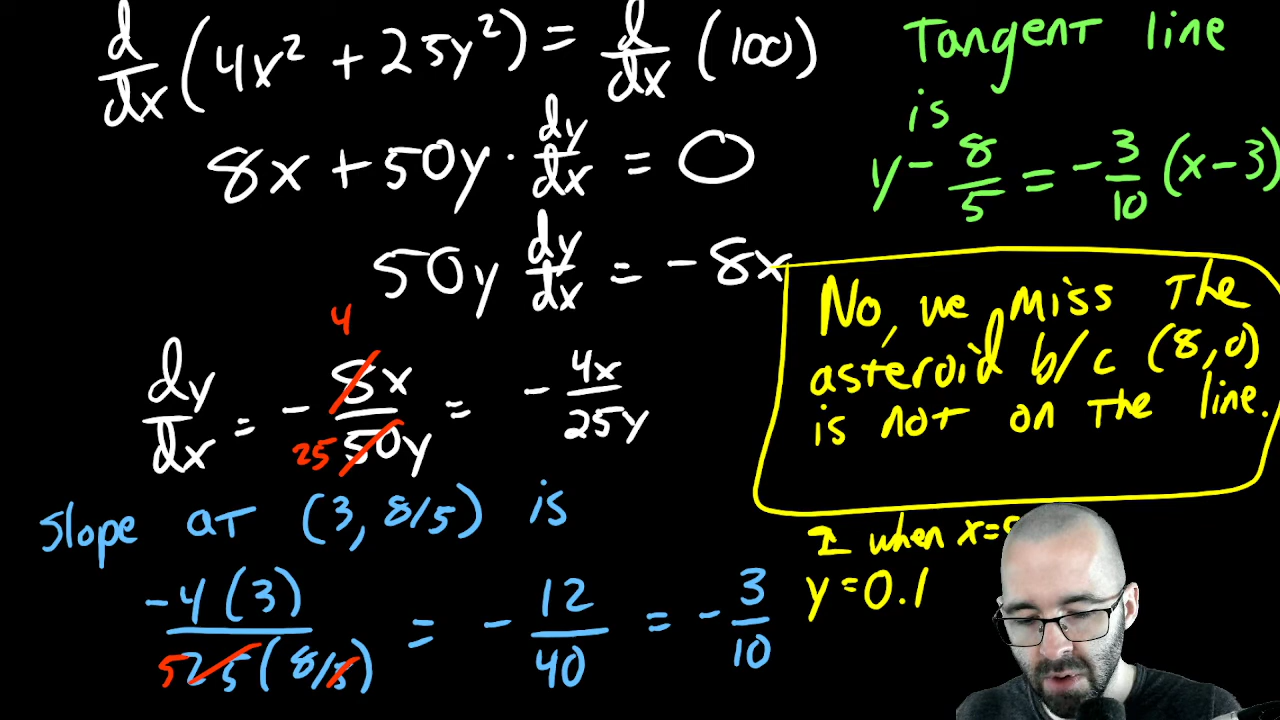 d/dx (4x² + 25y²) = d/dx (100)
8x + 50y · dy/dx = 0
50y dy/dx = -8x
4
dy/dx = - 8x/50y = - 4x/25y
25
Slope at (3, 8/5) is
-4(3)/25(8/5) = - 12/40 = - 3/10
5
Tangent line
is
y - 8/5 = - 3/10 (x - 3)
No, we miss the
asteroid b/c (8,0)
is not on the line.
↑ when x=
y = 0.1